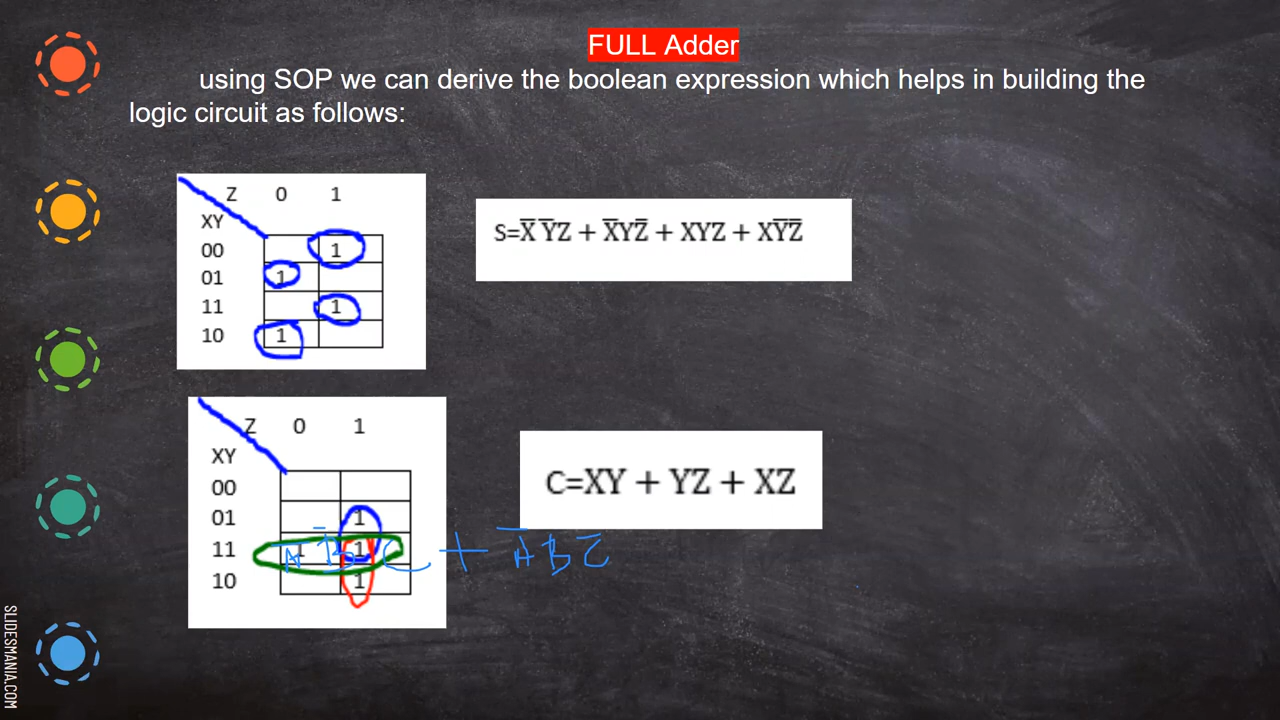 FULL Adder
using SOP we can derive the boolean expression which helps in building the
logic circuit as follows:
Z 0 1
XY
00 1
01 1
11 1
10 1
S=X̅ Y̅Z + X̅YZ̅ + XYZ + XY̅Z̅
Z 0 1
XY
00
01 1
11 1 1
10 1
C=XY + YZ + XZ
A B̅ C + A̅ B C̅
SLIDESMANIA.COM